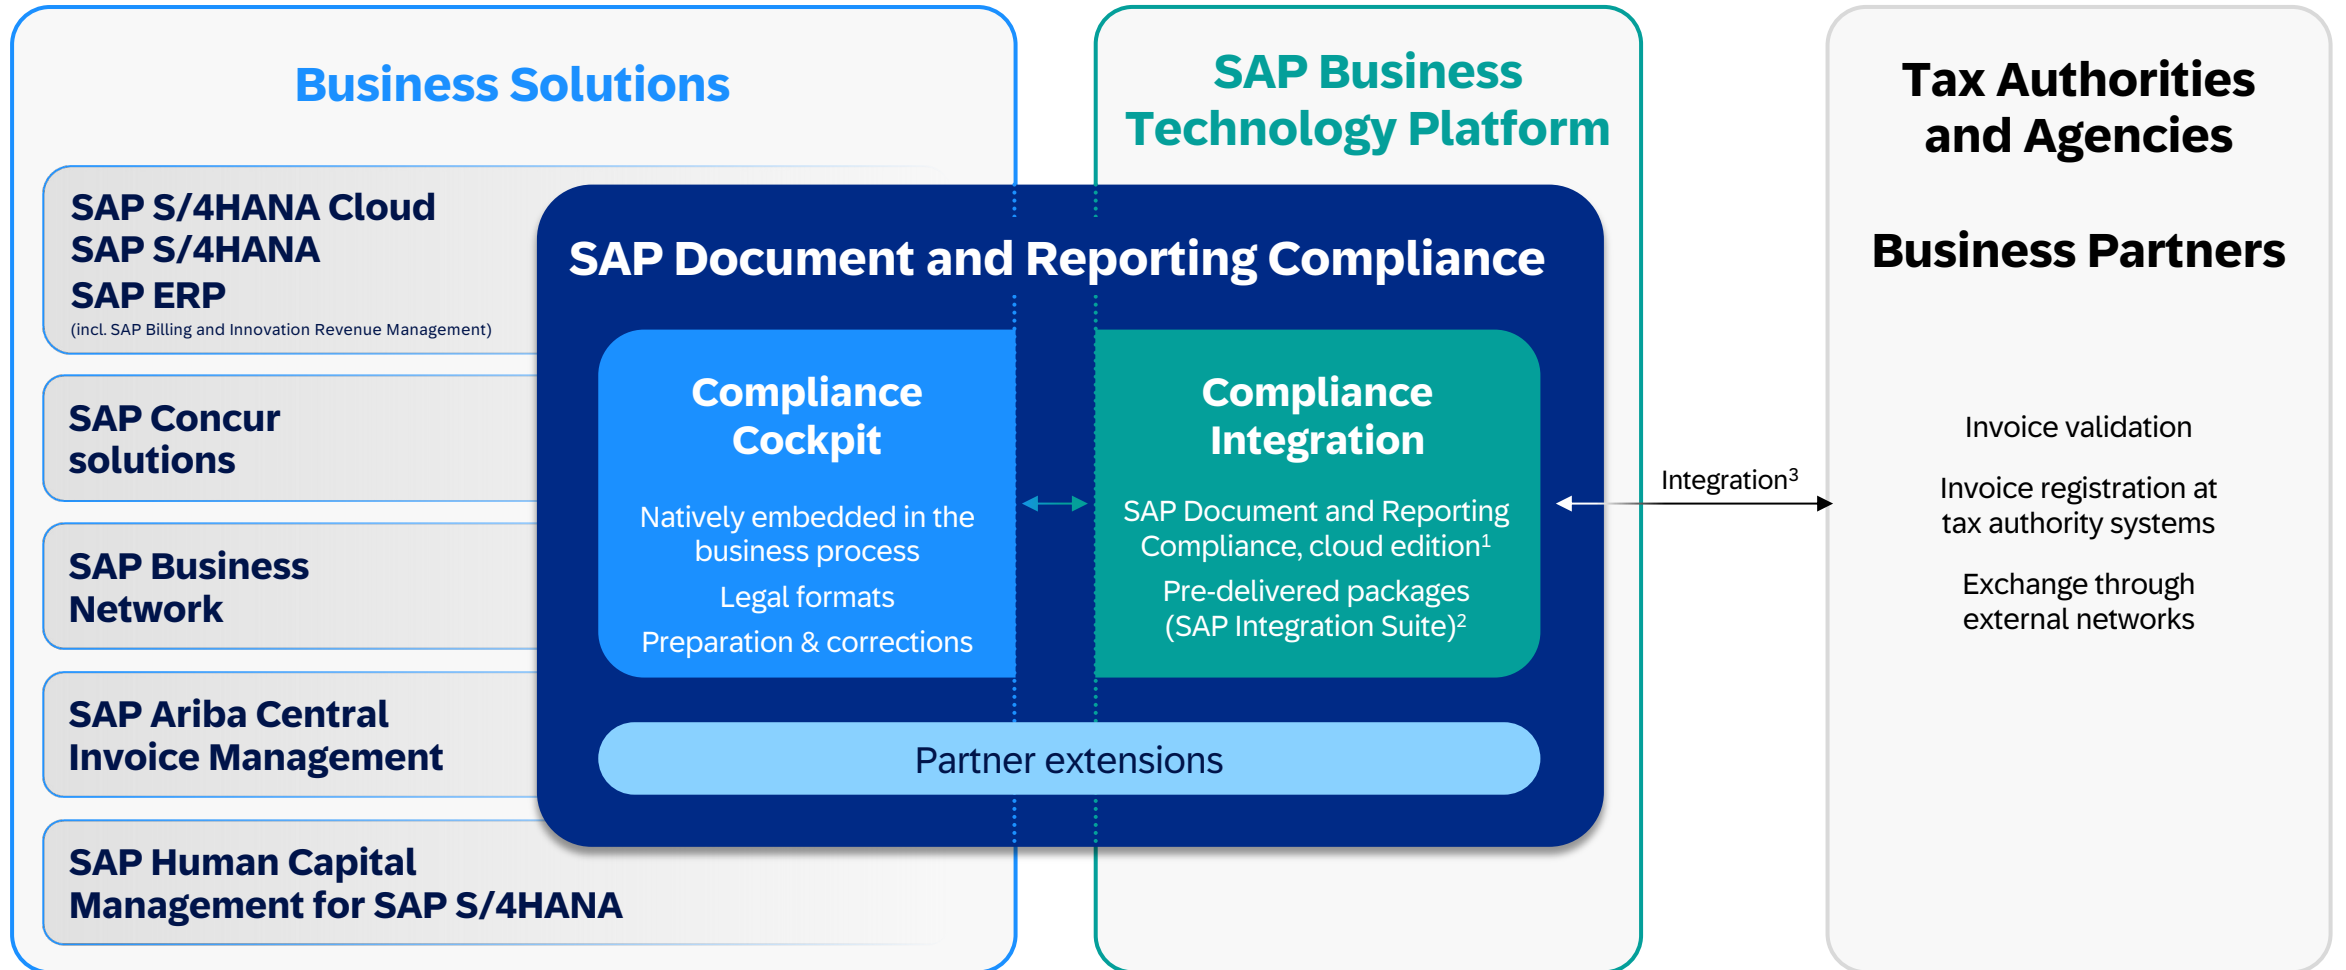 Business Solutions
SAP S/4HANA Cloud
SAP S/4HANA
SAP ERP
(incl. SAP Billing and Innovation Revenue Management)
SAP Concur
solutions
SAP Business
Network
SAP Ariba Central
Invoice Management
SAP Human Capital
Management for SAP S/4HANA
SAP Business
Technology Platform
SAP Document and Reporting Compliance
Compliance
Cockpit
Natively embedded in the
business process
Legal formats
Preparation & corrections
Compliance
Integration
SAP Document and Reporting
Compliance, cloud edition¹
Pre-delivered packages
(SAP Integration Suite)²
Partner extensions
Integration³
Tax Authorities
and Agencies
Business Partners
Invoice validation
Invoice registration at
tax authority systems
Exchange through
external networks